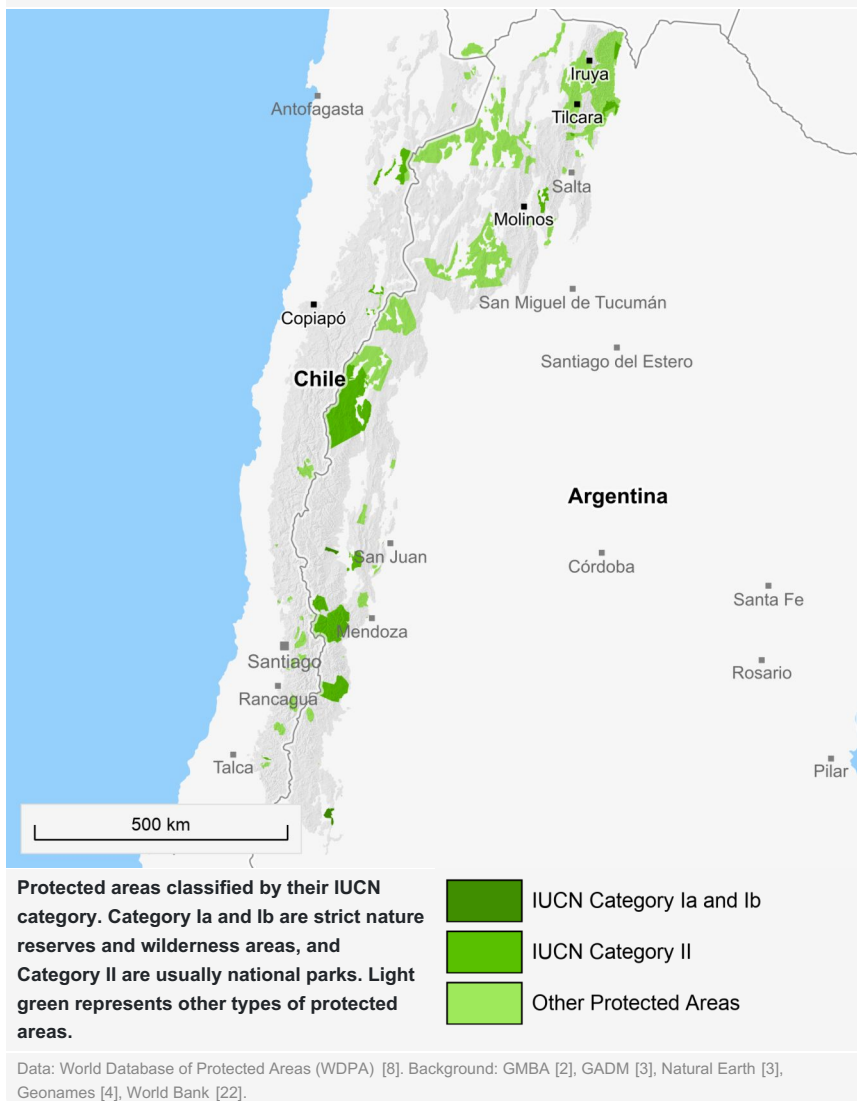 Iruya
Antofagasta
Tilcara
Salta
Molinos
San Miguel de Tucumán
Copiapó
Santiago del Estero
Chile
Argentina
San Juan
Córdoba
Santa Fe
Mendoza
Santiago
Rosario
Rancagua
Talca
Pilar
500 km
Protected areas classified by their IUCN
category. Category Ia and Ib are strict nature
reserves and wilderness areas, and
Category II are usually national parks. Light
green represents other types of protected
areas.
IUCN Category Ia and Ib
IUCN Category II
Other Protected Areas
Data: World Database of Protected Areas (WDPA) [8]. Background: GMBA [2], GADM [3], Natural Earth [3],
Geonames [4], World Bank [22].